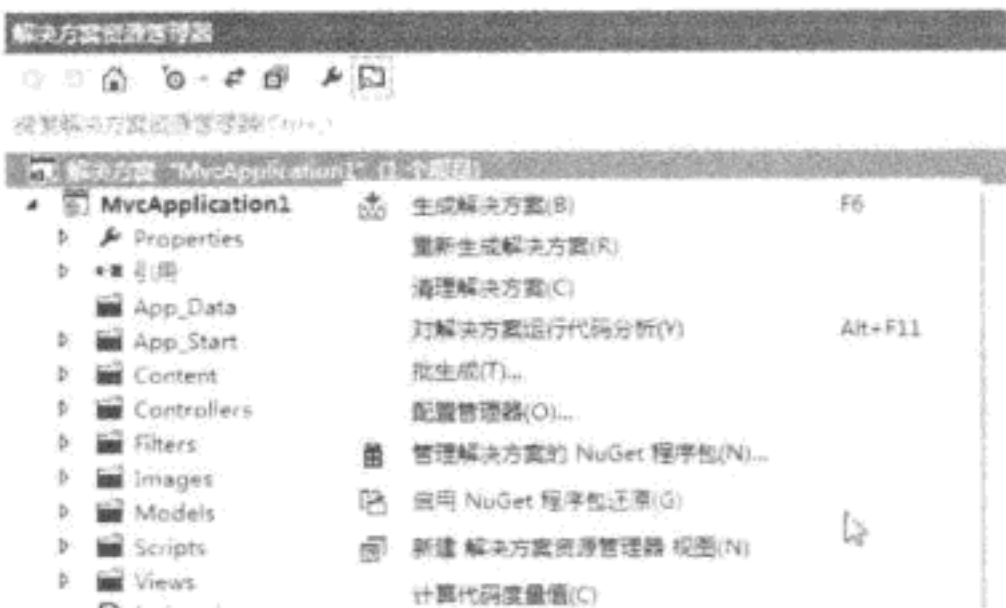 解决方案资源管理器
搜索解决方案资源管理器(Ctrl+;)
解决方案 "MvcApplication1" (1 个项目)
MvcApplication1
Properties
引用
App_Data
App_Start
Content
Controllers
Filters
Images
Models
Scripts
Views
生成解决方案(B) F6
重新生成解决方案(R)
清理解决方案(C)
对解决方案运行代码分析(Y) Alt+F11
批生成(T)...
配置管理器(O)...
管理解决方案的 NuGet 程序包(N)...
启用 NuGet 程序包还原(G)
新建 解决方案资源管理器 视图(N)
计算代码度量值(C)